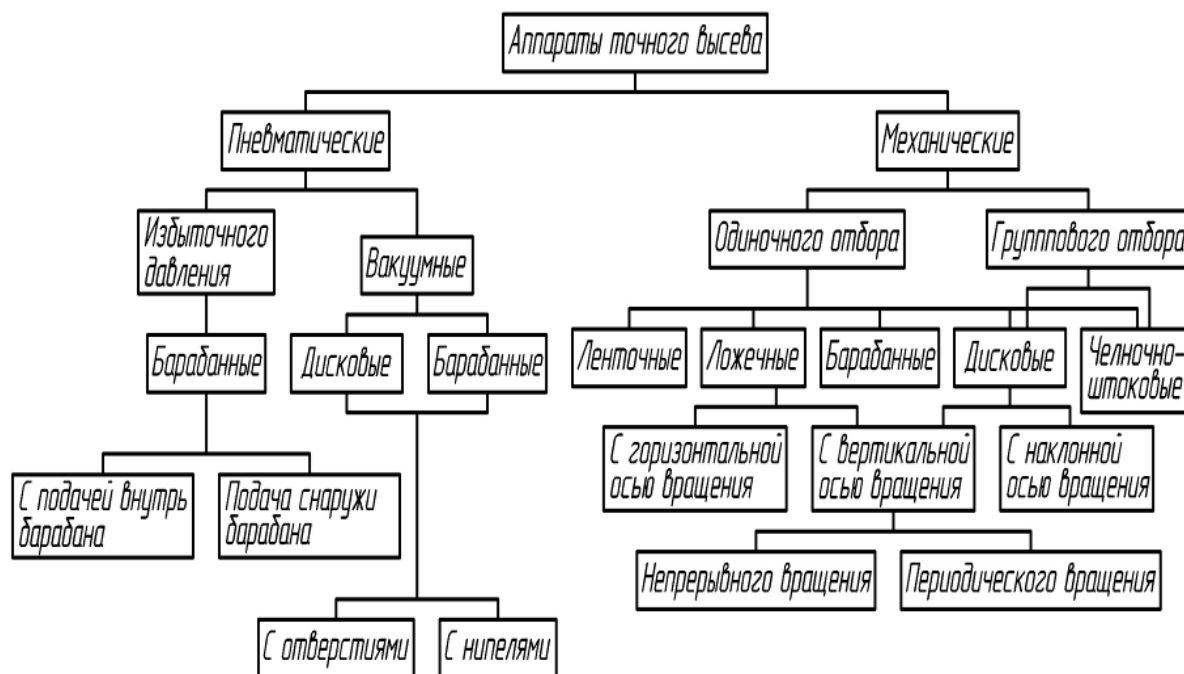 Аппараты точного высева
Пневматические
Механические
Избыточного
давления
Вакуумные
Одиночного отбора
Групппового отбора
Барабанные
Дисковые
Барабанные
Ленточные
Ложечные
Барабанные
Дисковые
Челночно-
штоковые
С подачей внутрь
барабана
Подача снаружи
барабана
С горизонтальной
осью вращения
С вертикальной
осью вращения
С наклонной
осью вращения
Непрерывного вращения
Периодического вращения
С отверстиями
С нипелями